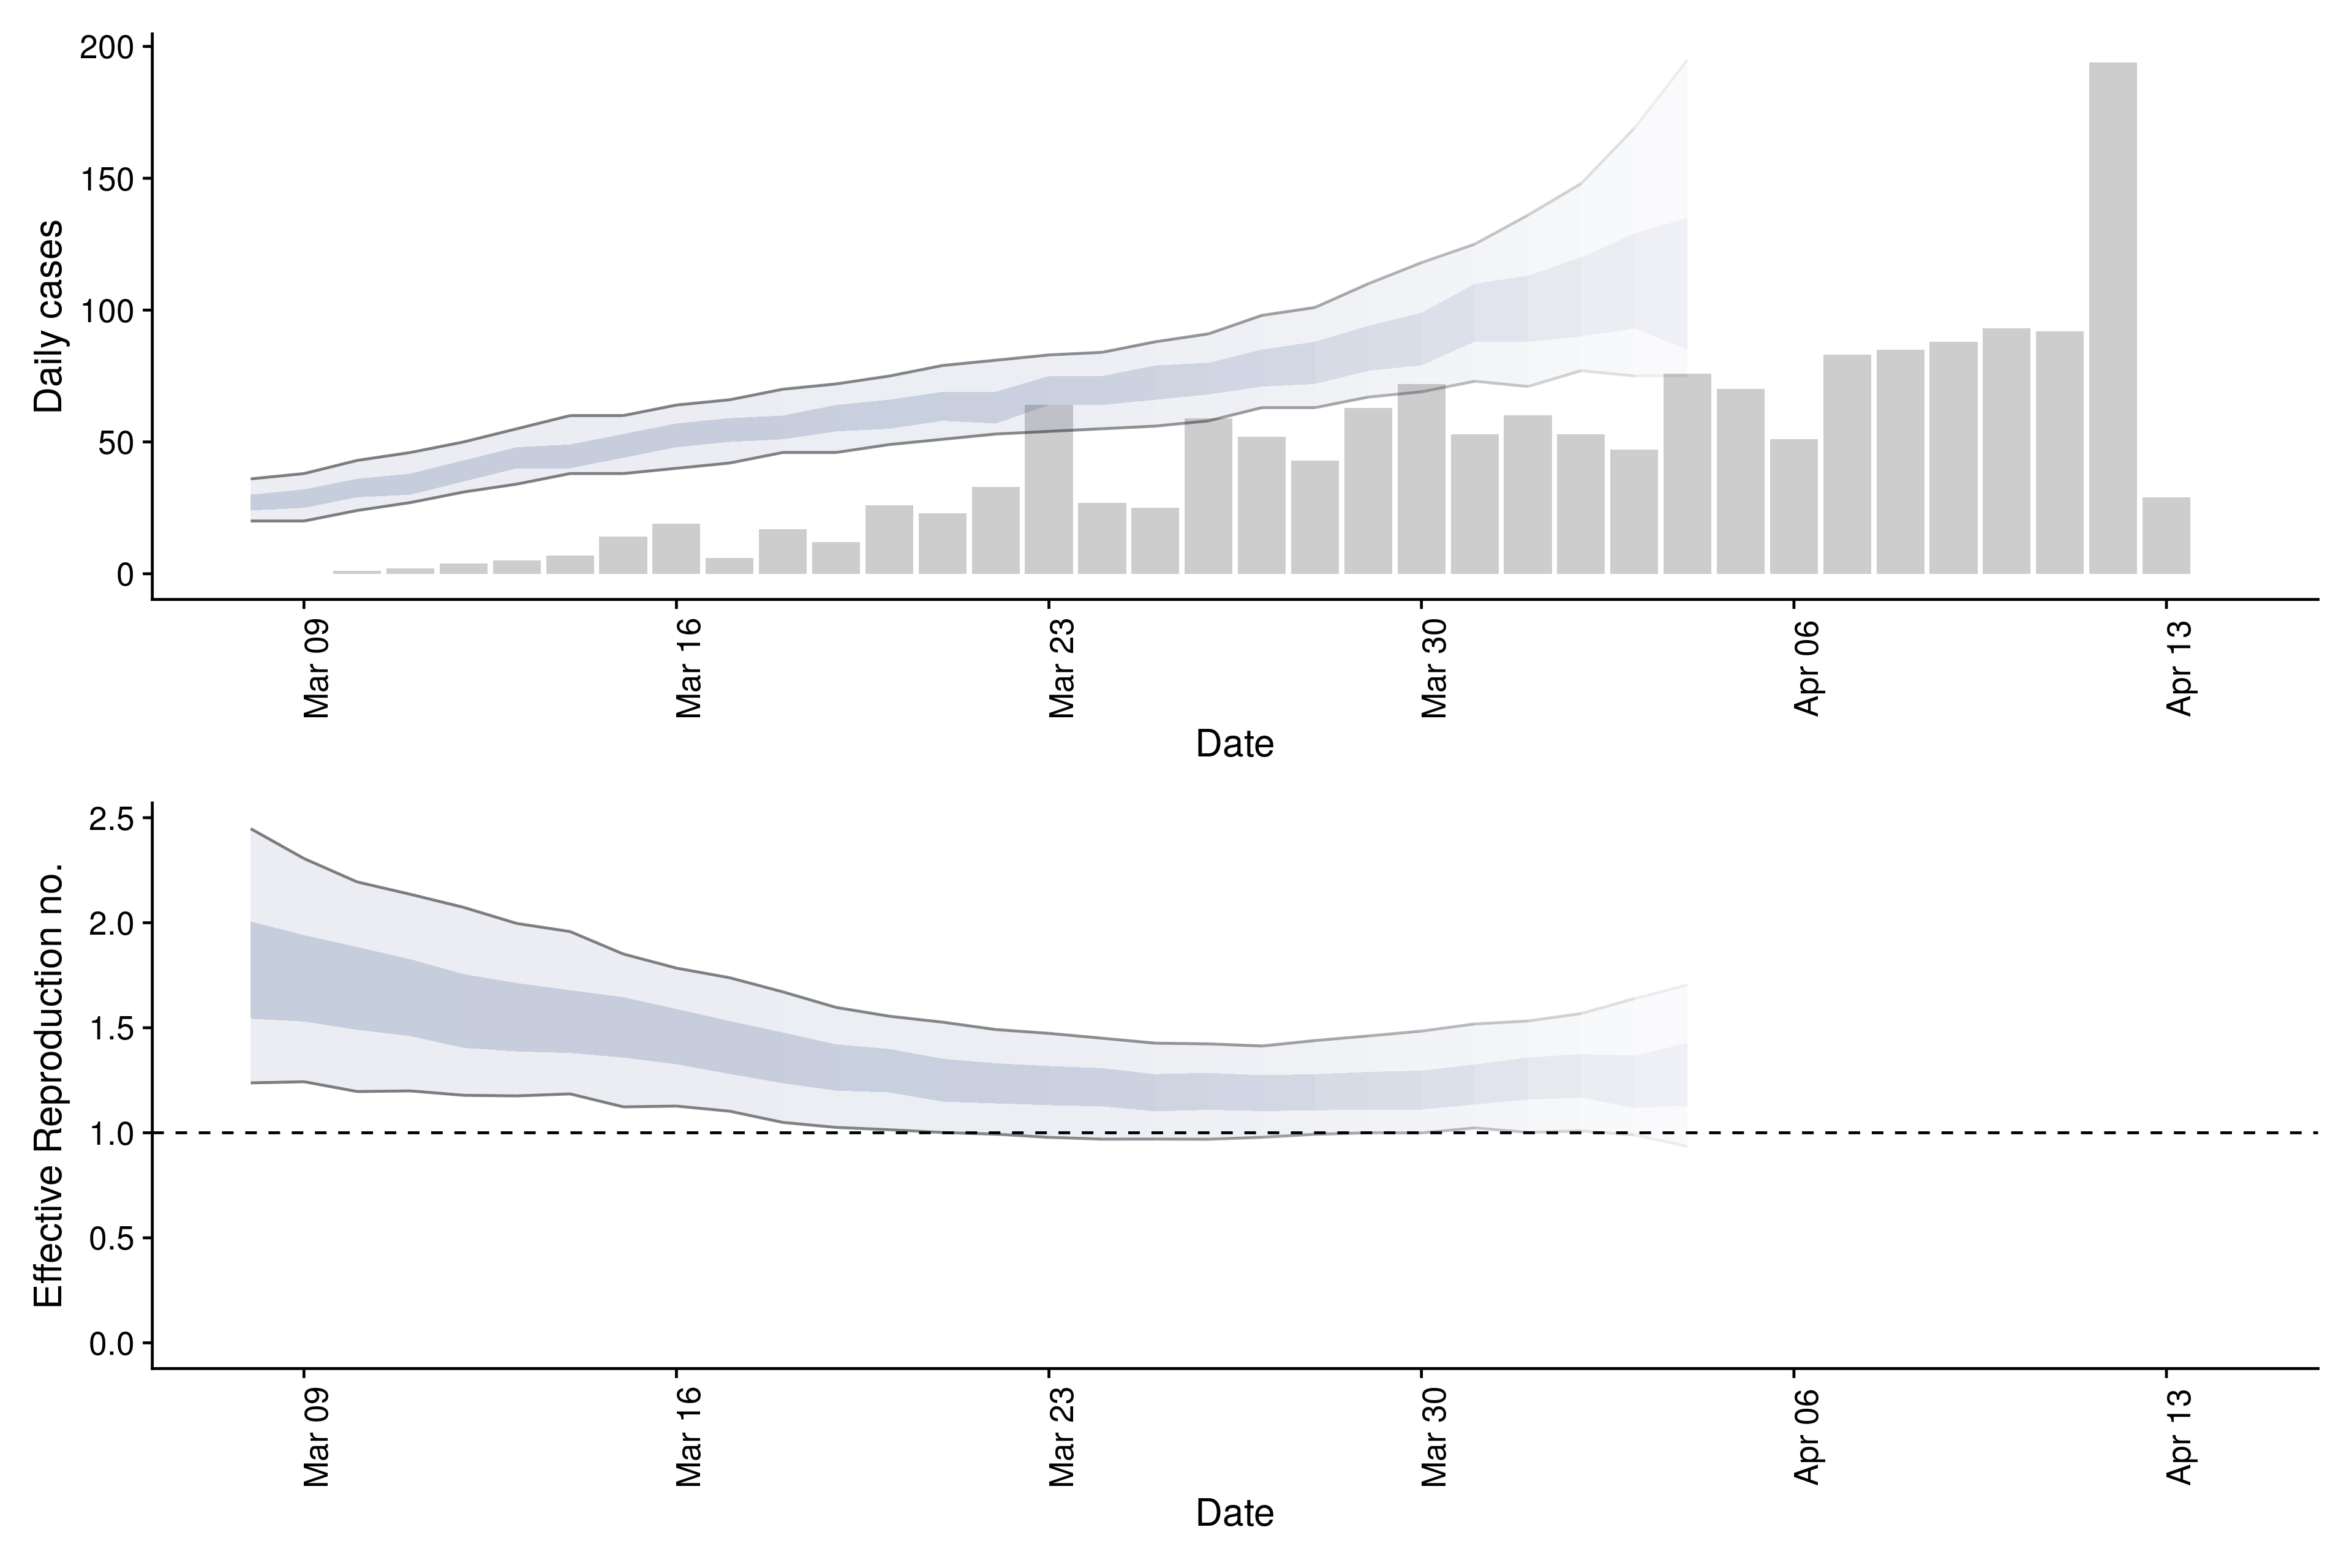 Daily cases
200
150
100
50
0
Mar 09
Mar 16
Mar 23
Mar 30
Apr 06
Apr 13
Date
Effective Reproduction no.
2.5
2.0
1.5
1.0
0.5
0.0
Mar 09
Mar 16
Mar 23
Mar 30
Apr 06
Apr 13
Date